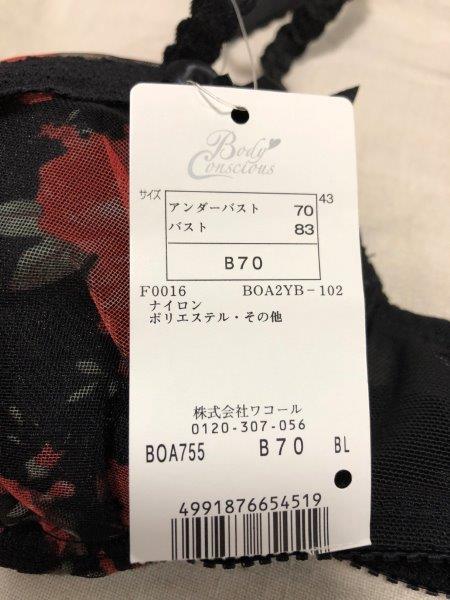 Body
Conscious
サイズ
43
アンダーバスト 70
バスト 83
B70
F0016 BOA2YB-102
ナイロン
ポリエステル・その他
株式会社ワコール
0120-307-056
BOA755 B70 BL
4991876654519